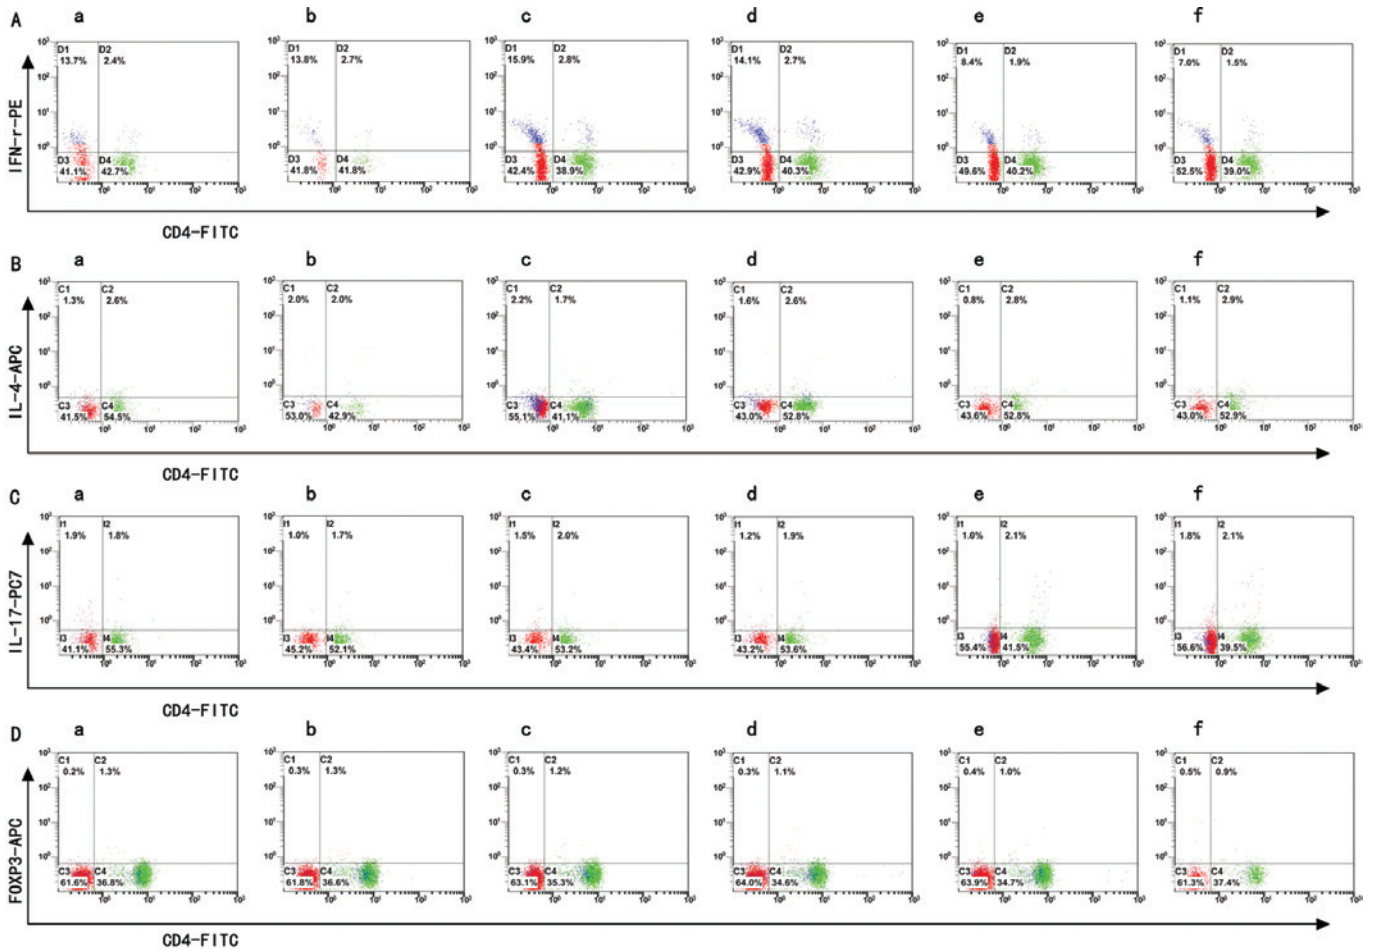 A a b c d e f
D1 D2 D1 D2 D1 D2 D1 D2 D1 D2 D1 D2
13.7% 2.4% 13.8% 2.7% 15.9% 2.8% 14.1% 2.7% 8.4% 1.9% 7.0% 1.5%
IFN-r-PE
D3 D4 D3 D4 D3 D4 D3 D4 D3 D4 D3 D4
41.1% 42.7% 41.8% 41.8% 42.4% 38.9% 42.9% 40.3% 49.6% 40.2% 52.5% 39.0%
CD4-FITC
B a b c d e f
C1 C2 C1 C2 C1 C2 C1 C2 C1 C2 C1 C2
1.3% 2.6% 2.0% 2.0% 2.2% 1.7% 1.6% 2.6% 0.8% 2.8% 1.1% 2.9%
IL-4-APC
C3 C4 C3 C4 C3 C4 C3 C4 C3 C4 C3 C4
41.5% 54.5% 53.0% 42.9% 55.1% 41.1% 43.0% 52.8% 43.6% 52.8% 43.0% 52.9%
CD4-FITC
C a b c d e f
I1 I2 I1 I2 I1 I2 I1 I2 I1 I2 I1 I2
1.9% 1.8% 1.0% 1.7% 1.5% 2.0% 1.2% 1.9% 1.0% 2.1% 1.8% 2.1%
IL-17-PC7
I3 I4 I3 I4 I3 I4 I3 I4 I3 I4 I3 I4
41.1% 55.3% 45.2% 52.1% 43.4% 53.2% 43.2% 53.6% 55.4% 41.5% 56.6% 39.5%
CD4-FITC
D a b c d e f
C1 C2 C1 C2 C1 C2 C1 C2 C1 C2 C1 C2
0.2% 1.3% 0.3% 1.3% 0.3% 1.2% 0.3% 1.1% 0.4% 1.0% 0.5% 0.9%
FOXP3-APC
C3 C4 C3 C4 C3 C4 C3 C4 C3 C4 C3 C4
61.6% 36.8% 61.8% 36.6% 63.1% 35.3% 64.0% 34.6% 63.9% 34.7% 61.3% 37.4%
CD4-FITC